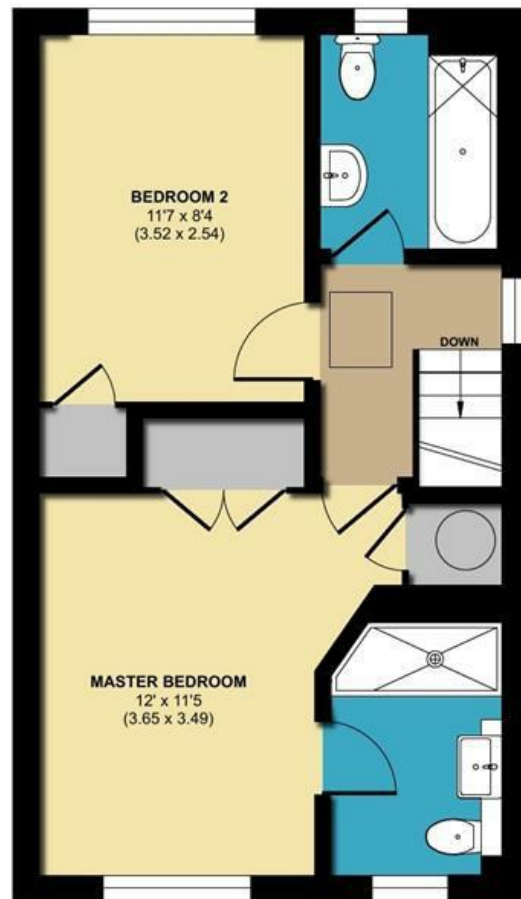 BEDROOM 2
11'7 x 8'4
(3.52 x 2.54)
DOWN
MASTER BEDROOM
12' x 11'5
(3.65 x 3.49)